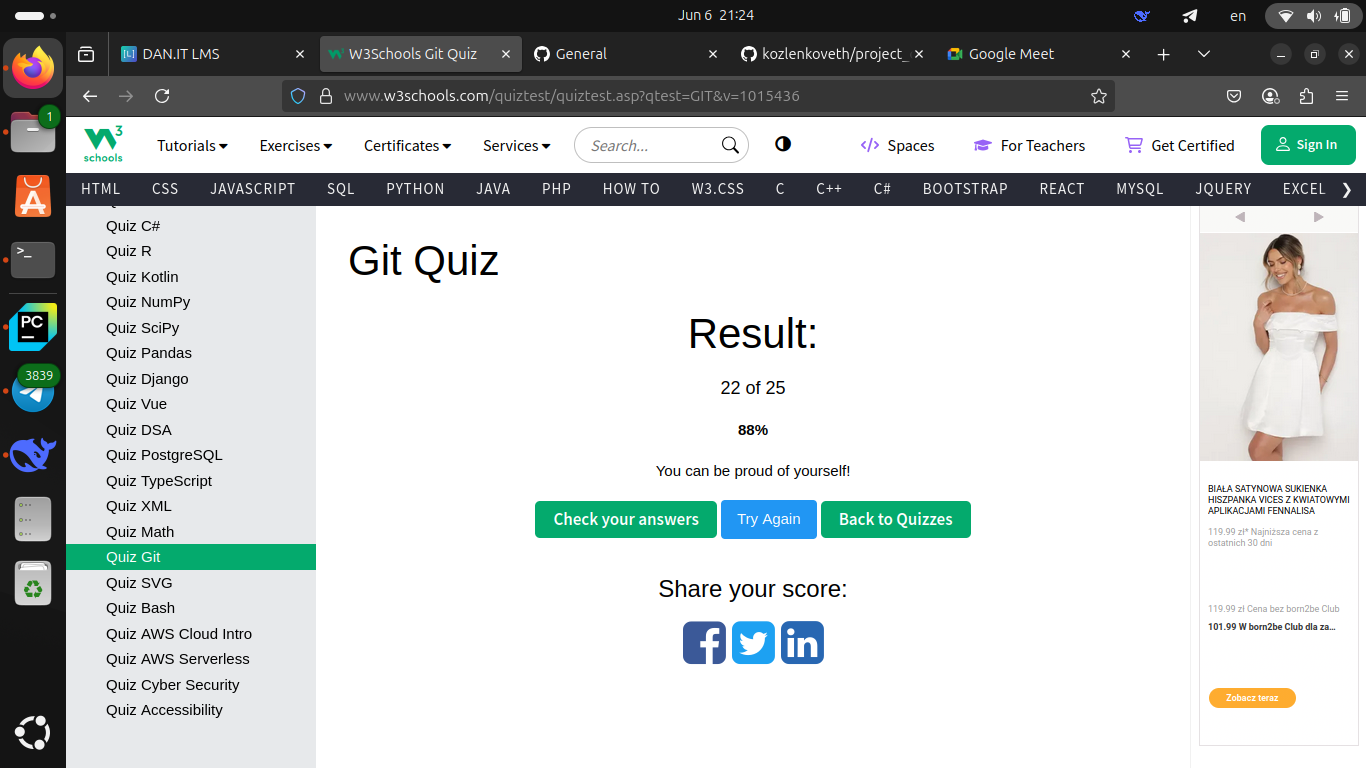 Jun 6 21:24
en
DAN.IT LMS
W3Schools Git Quiz
General
kozlenkoveth/project_
Google Meet
1
www.w3schools.com/quiztest/quiztest.asp?qtest=GIT&v=1015436
3
schools
Tutorials
Exercises
Certificates
Services
Search...
Spaces
For Teachers
Get Certified
Sign In
HTML CSS JAVASCRIPT SQL PYTHON JAVA PHP HOW TO W3.CSS C C++ C# BOOTSTRAP REACT MYSQL JQUERY EXCEL
PC
3839
Quiz C#
Quiz R
Quiz Kotlin
Quiz NumPy
Quiz SciPy
Quiz Pandas
Quiz Django
Quiz Vue
Quiz DSA
Quiz PostgreSQL
Quiz TypeScript
Quiz XML
Quiz Math
Quiz Git
Quiz SVG
Quiz Bash
Quiz AWS Cloud Intro
Quiz AWS Serverless
Quiz Cyber Security
Quiz Accessibility
Git Quiz
Result:
22 of 25
88%
You can be proud of yourself!
Check your answers
Try Again
Back to Quizzes
Share your score:
BIAŁA SATYNOWA SUKIENKA
HISZPANKA VICES Z KWIATOWYMI
APLIKACJAMI FENNALISA
119.99 zł* Najniższa cena z
ostatnich 30 dni
119.99 zł Cena bez born2be Club
101.99 W born2be Club dla za...
Zobacz teraz